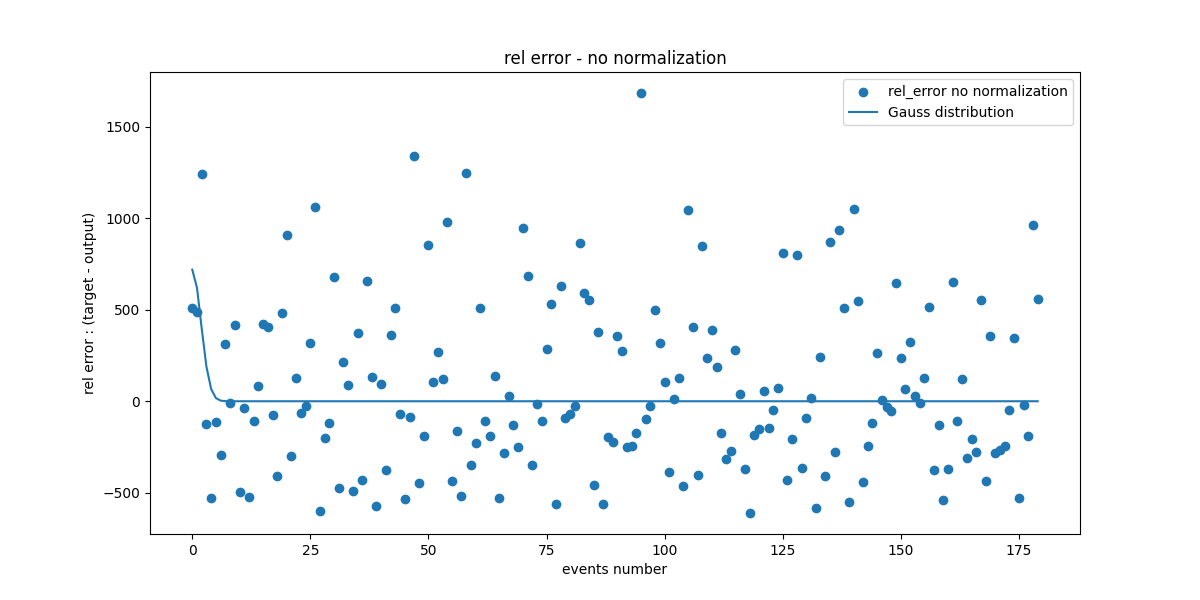 rel error - no normalization
rel_error no normalization
Gauss distribution
rel error : (target - output)
1500
1000
500
0
−500
0
25
50
75
100
125
150
175
events number